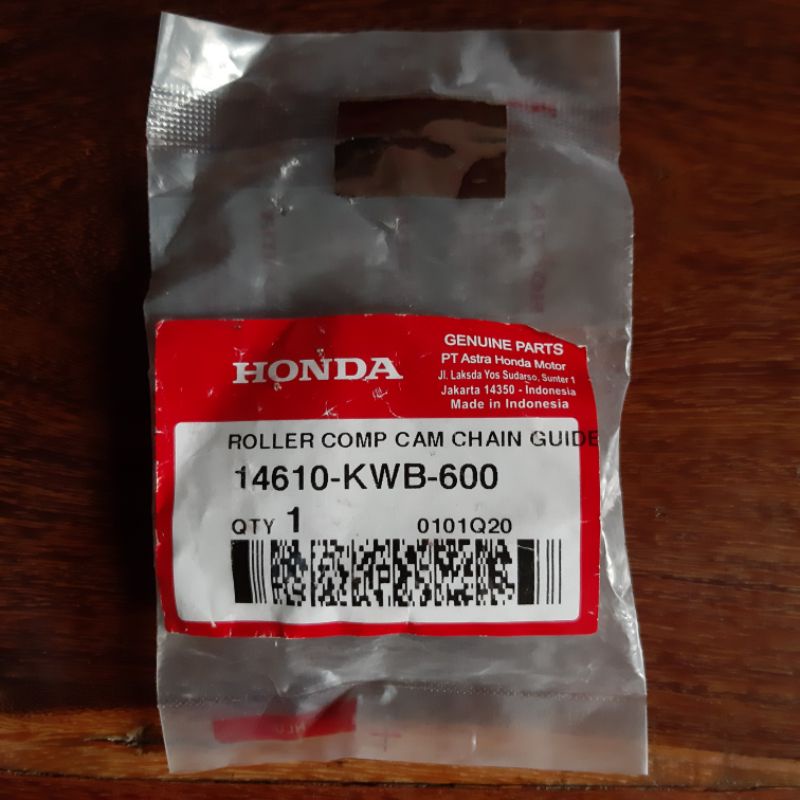 HONDA
GENUINE PARTS
PT Astra Honda Motor
Jl. Laksda Yos Sudarso, Sunter 1
Jakarta 14350 - Indonesia
Made in Indonesia
ROLLER COMP CAM CHAIN GUIDE
14610-KWB-600
QTY 1 0101Q20